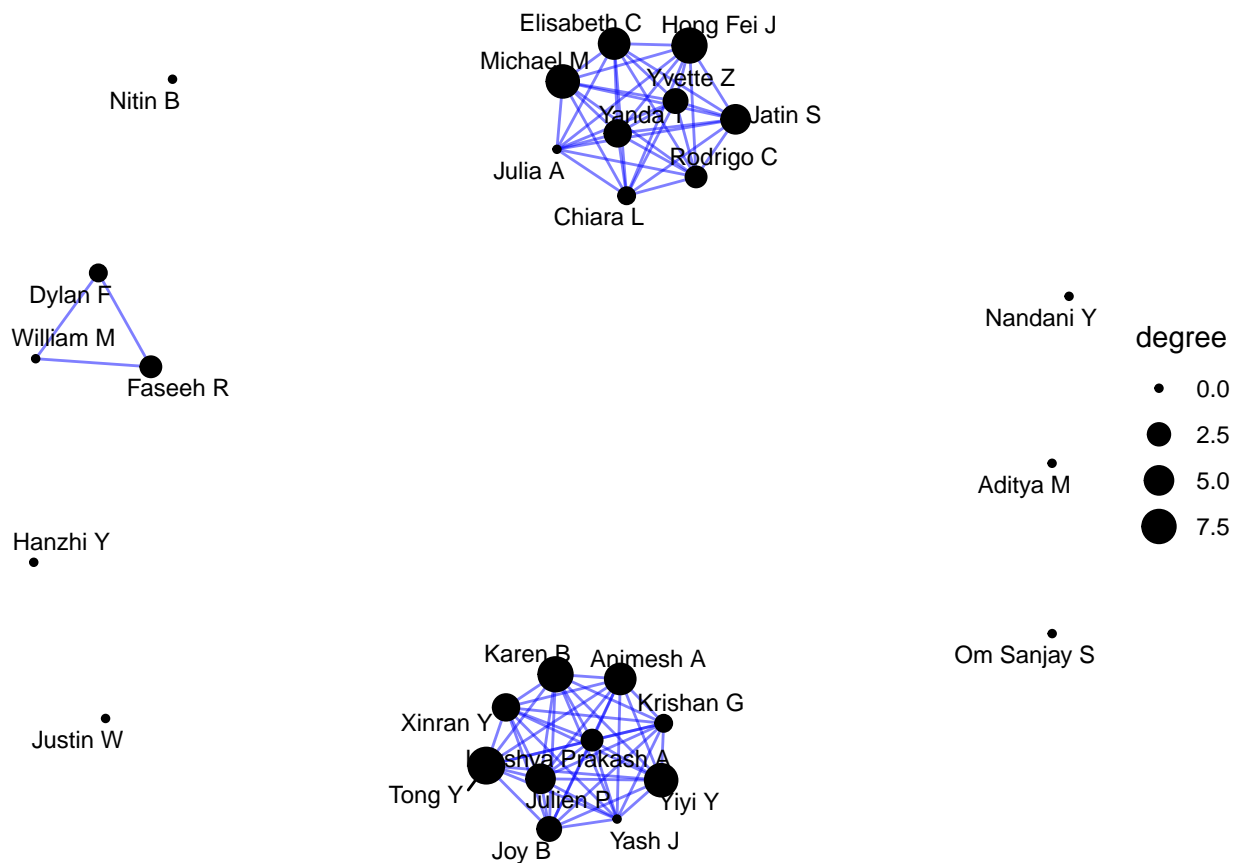 Elisabeth C
Hong Fei J
Michael M
Yvette Z
Nitin B
Yanda
Jatin S
Rodrigo C
Julia A
Chiara L
Dylan F
William M
Faseeh R
Nandani Y
degree
0.0
2.5
5.0
7.5
Aditya M
Hanzhi Y
Om Sanjay S
Karen B
Animesh A
Krishan G
Xinran Y
Justin W
Prakash A
Tong Y
Julien P
Yiyi Y
Joy B
Yash J